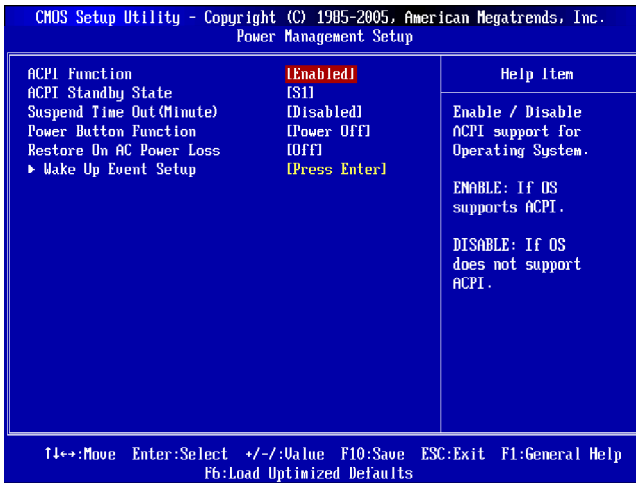 CMOS Setup Utility - Copyright (C) 1985-2005, American Megatrends, Inc.
Power Management Setup
ACPI Function [Enabled]
ACPI Standby State [S1]
Suspend Time Out(Minute) [Disabled]
Power Button Function [Power Off]
Restore On AC Power Loss [Off]
▶ Wake Up Event Setup [Press Enter]
Help Item
Enable / Disable
ACPI support for
Operating System.
ENABLE: If OS
supports ACPI.
DISABLE: If OS
does not support
ACPI.
↑↓←→:Move Enter:Select +/-/:Value F10:Save ESC:Exit F1:General Help
F6:Load Optimized Defaults